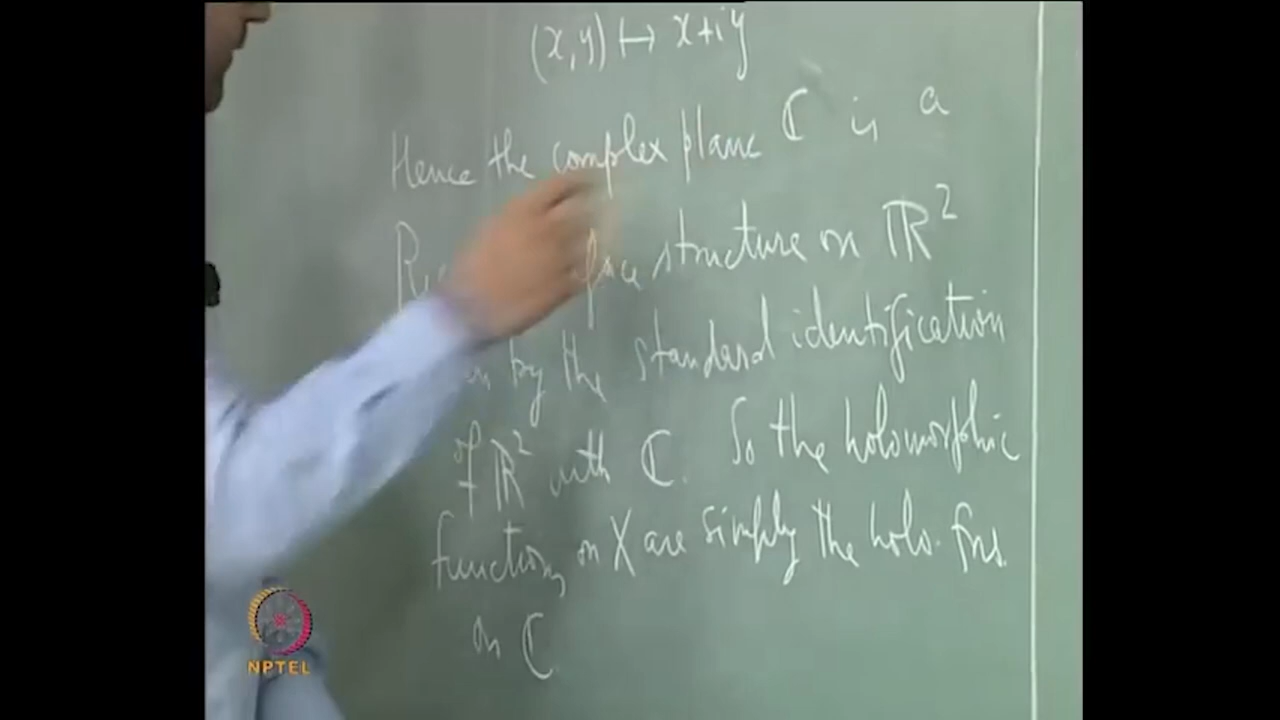 (x,y) ↦ x+iy
Hence the complex plane ℂ is a
structure on ℝ²
by the standard identification
of ℝ² with ℂ. So the holomorphic
functions on X are simply the holo. fns.
on ℂ.
NPTEL